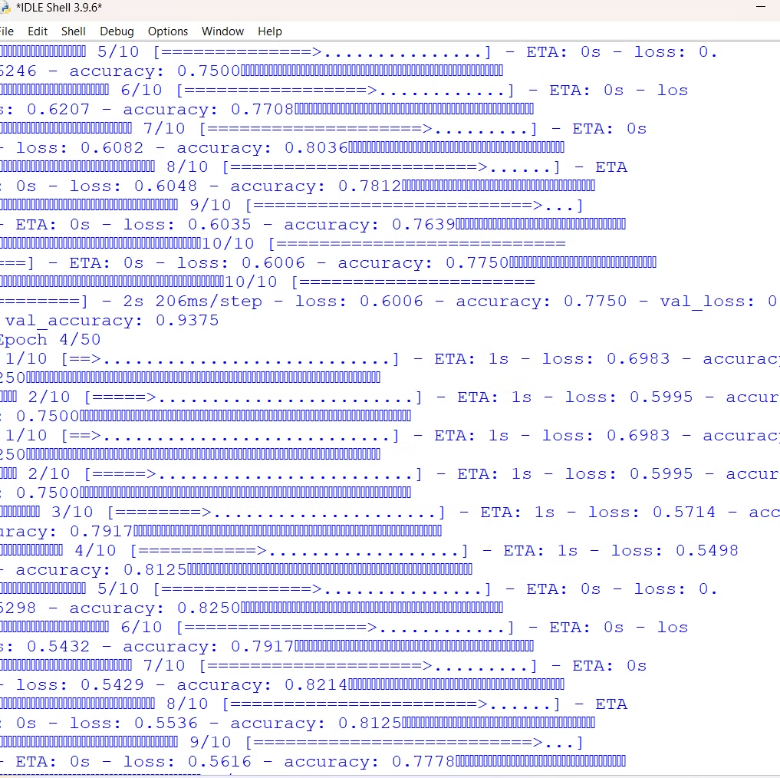 *IDLE Shell 3.9.6*
File Edit Shell Debug Options Window Help
5/10 [==============>...............] - ETA: 0s - loss: 0.
6246 - accuracy: 0.7500
6/10 [=================>............] - ETA: 0s - los
s: 0.6207 - accuracy: 0.7708
7/10 [====================>.........] - ETA: 0s
- loss: 0.6082 - accuracy: 0.8036
8/10 [=======================>......] - ETA
: 0s - loss: 0.6048 - accuracy: 0.7812
9/10 [==========================>...]
- ETA: 0s - loss: 0.6035 - accuracy: 0.7639
10/10 [===========================
===] - ETA: 0s - loss: 0.6006 - accuracy: 0.7750
10/10 [======================
========] - 2s 206ms/step - loss: 0.6006 - accuracy: 0.7750 - val_loss: 0
val_accuracy: 0.9375
Epoch 4/50
1/10 [==>...........................] - ETA: 1s - loss: 0.6983 - accurac
250
2/10 [=====>........................] - ETA: 1s - loss: 0.5995 - accur
: 0.7500
1/10 [==>...........................] - ETA: 1s - loss: 0.6983 - accurac
250
2/10 [=====>........................] - ETA: 1s - loss: 0.5995 - accur
: 0.7500
3/10 [========>.....................] - ETA: 1s - loss: 0.5714 - acc
uracy: 0.7917
4/10 [===========>..................] - ETA: 1s - loss: 0.5498
- accuracy: 0.8125
5/10 [==============>...............] - ETA: 0s - loss: 0.
5298 - accuracy: 0.8250
6/10 [=================>............] - ETA: 0s - los
s: 0.5432 - accuracy: 0.7917
7/10 [====================>.........] - ETA: 0s
- loss: 0.5429 - accuracy: 0.8214
8/10 [=======================>......] - ETA
: 0s - loss: 0.5536 - accuracy: 0.8125
9/10 [==========================>...]
- ETA: 0s - loss: 0.5616 - accuracy: 0.7778